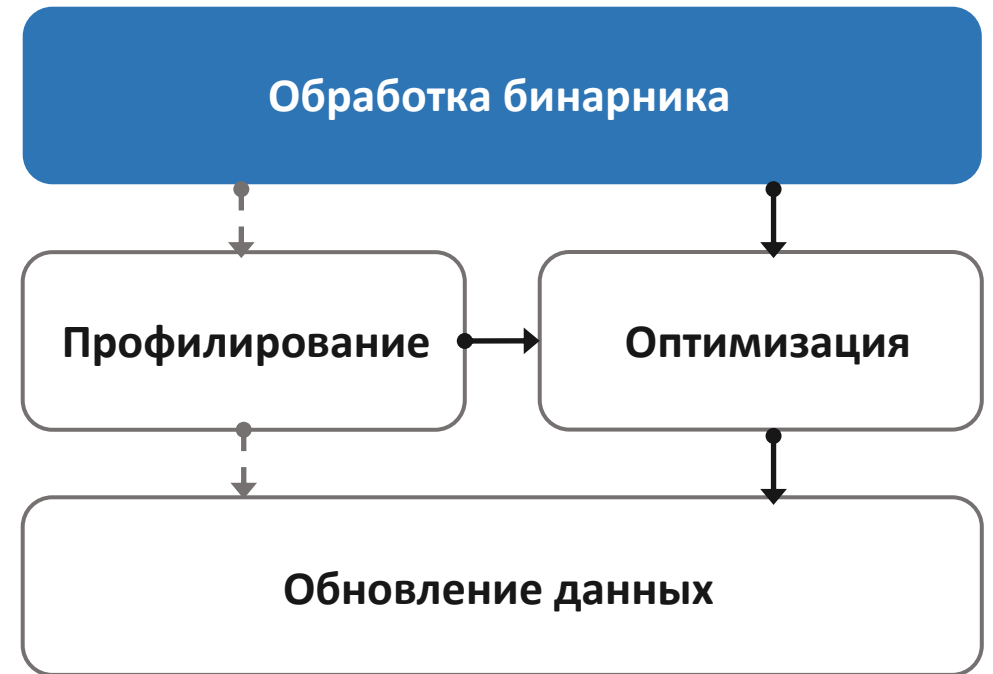 Обработка бинарника
Профилирование
Оптимизация
Обновление данных